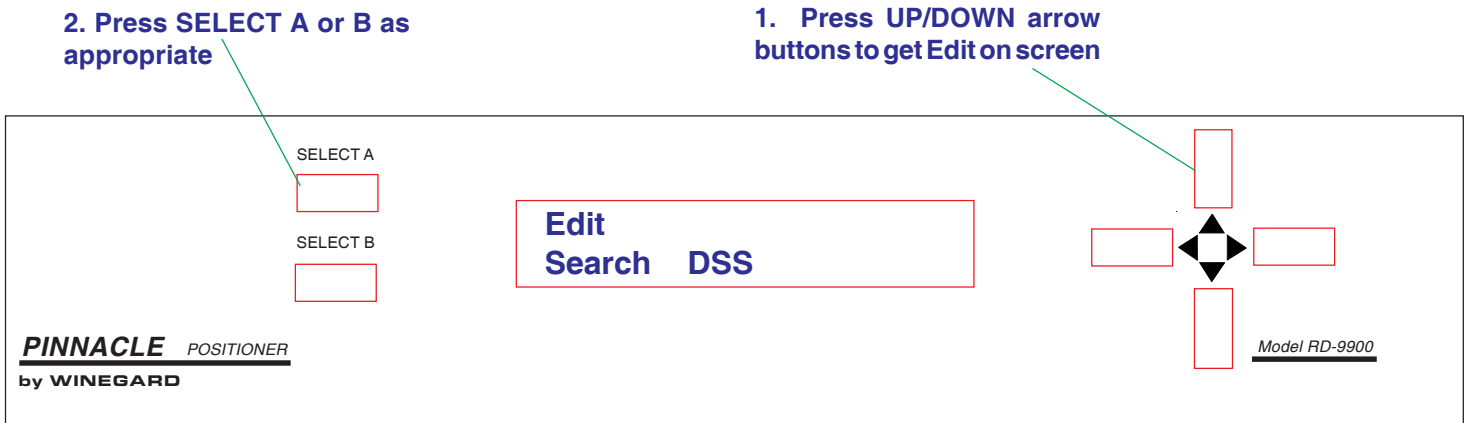 2. Press SELECT A or B as
appropriate
1. Press UP/DOWN arrow
buttons to get Edit on screen
SELECT A
SELECT B
Edit
Search DSS
PINNACLE POSITIONER
by WINEGARD
Model RD-9900